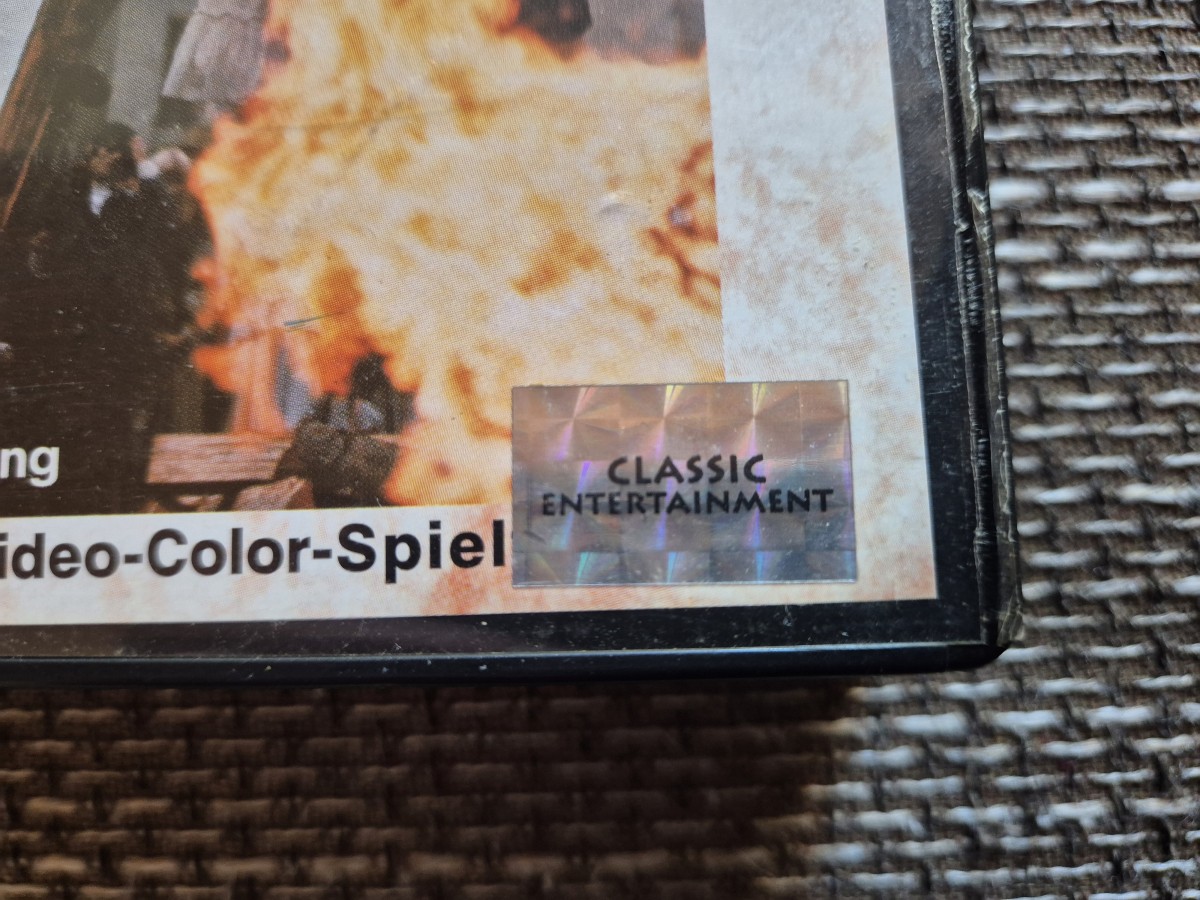 ng
ideo-Color-Spiel
CLASSIC
ENTERTAINMENT